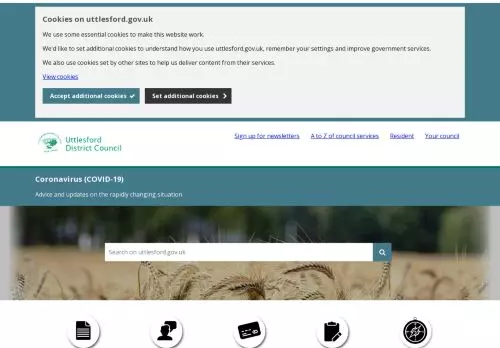 Cookies on uttlesford.gov.uk
We use some essential cookies to make this website work.
We'd like to set additional cookies to understand how you use uttlesford.gov.uk, remember your settings and improve government services.
We also use cookies set by other sites to help us deliver content from their services.
View cookies
Accept additional cookies
Set additional cookies
Uttlesford
District Council
Sign up for newsletters
A to Z of council services
Resident
Your council
Coronavirus (COVID-19)
Advice and updates on the rapidly changing situation.
Search on uttlesford.gov.uk